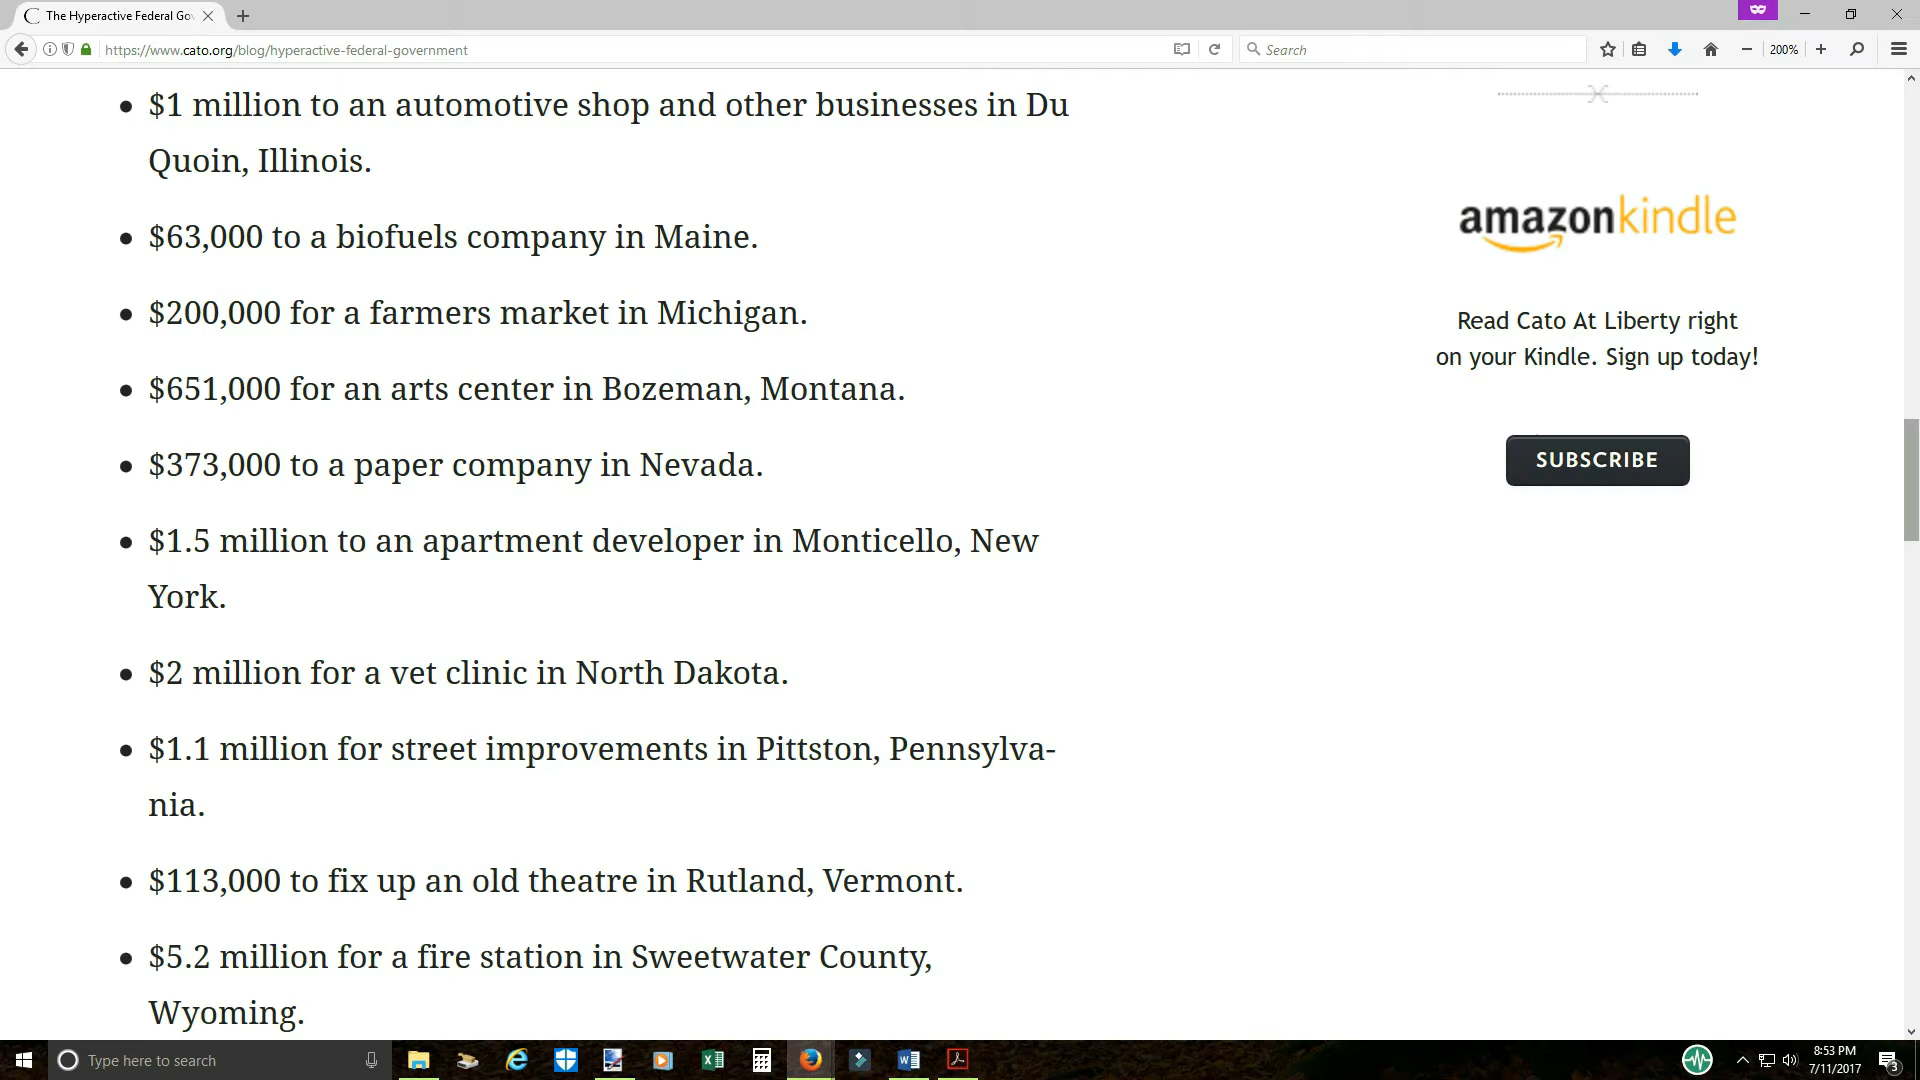 The Hyperactive Federal Gov
https://www.cato.org/blog/hyperactive-federal-government
Search
200%
$1 million to an automotive shop and other businesses in Du
Quoin, Illinois.
$63,000 to a biofuels company in Maine.
$200,000 for a farmers market in Michigan.
$651,000 for an arts center in Bozeman, Montana.
$373,000 to a paper company in Nevada.
$1.5 million to an apartment developer in Monticello, New
York.
$2 million for a vet clinic in North Dakota.
$1.1 million for street improvements in Pittston, Pennsylva-
nia.
$113,000 to fix up an old theatre in Rutland, Vermont.
$5.2 million for a fire station in Sweetwater County,
Wyoming.
amazonkindle
Read Cato At Liberty right
on your Kindle. Sign up today!
SUBSCRIBE
Type here to search
8:53 PM
7/11/2017
3